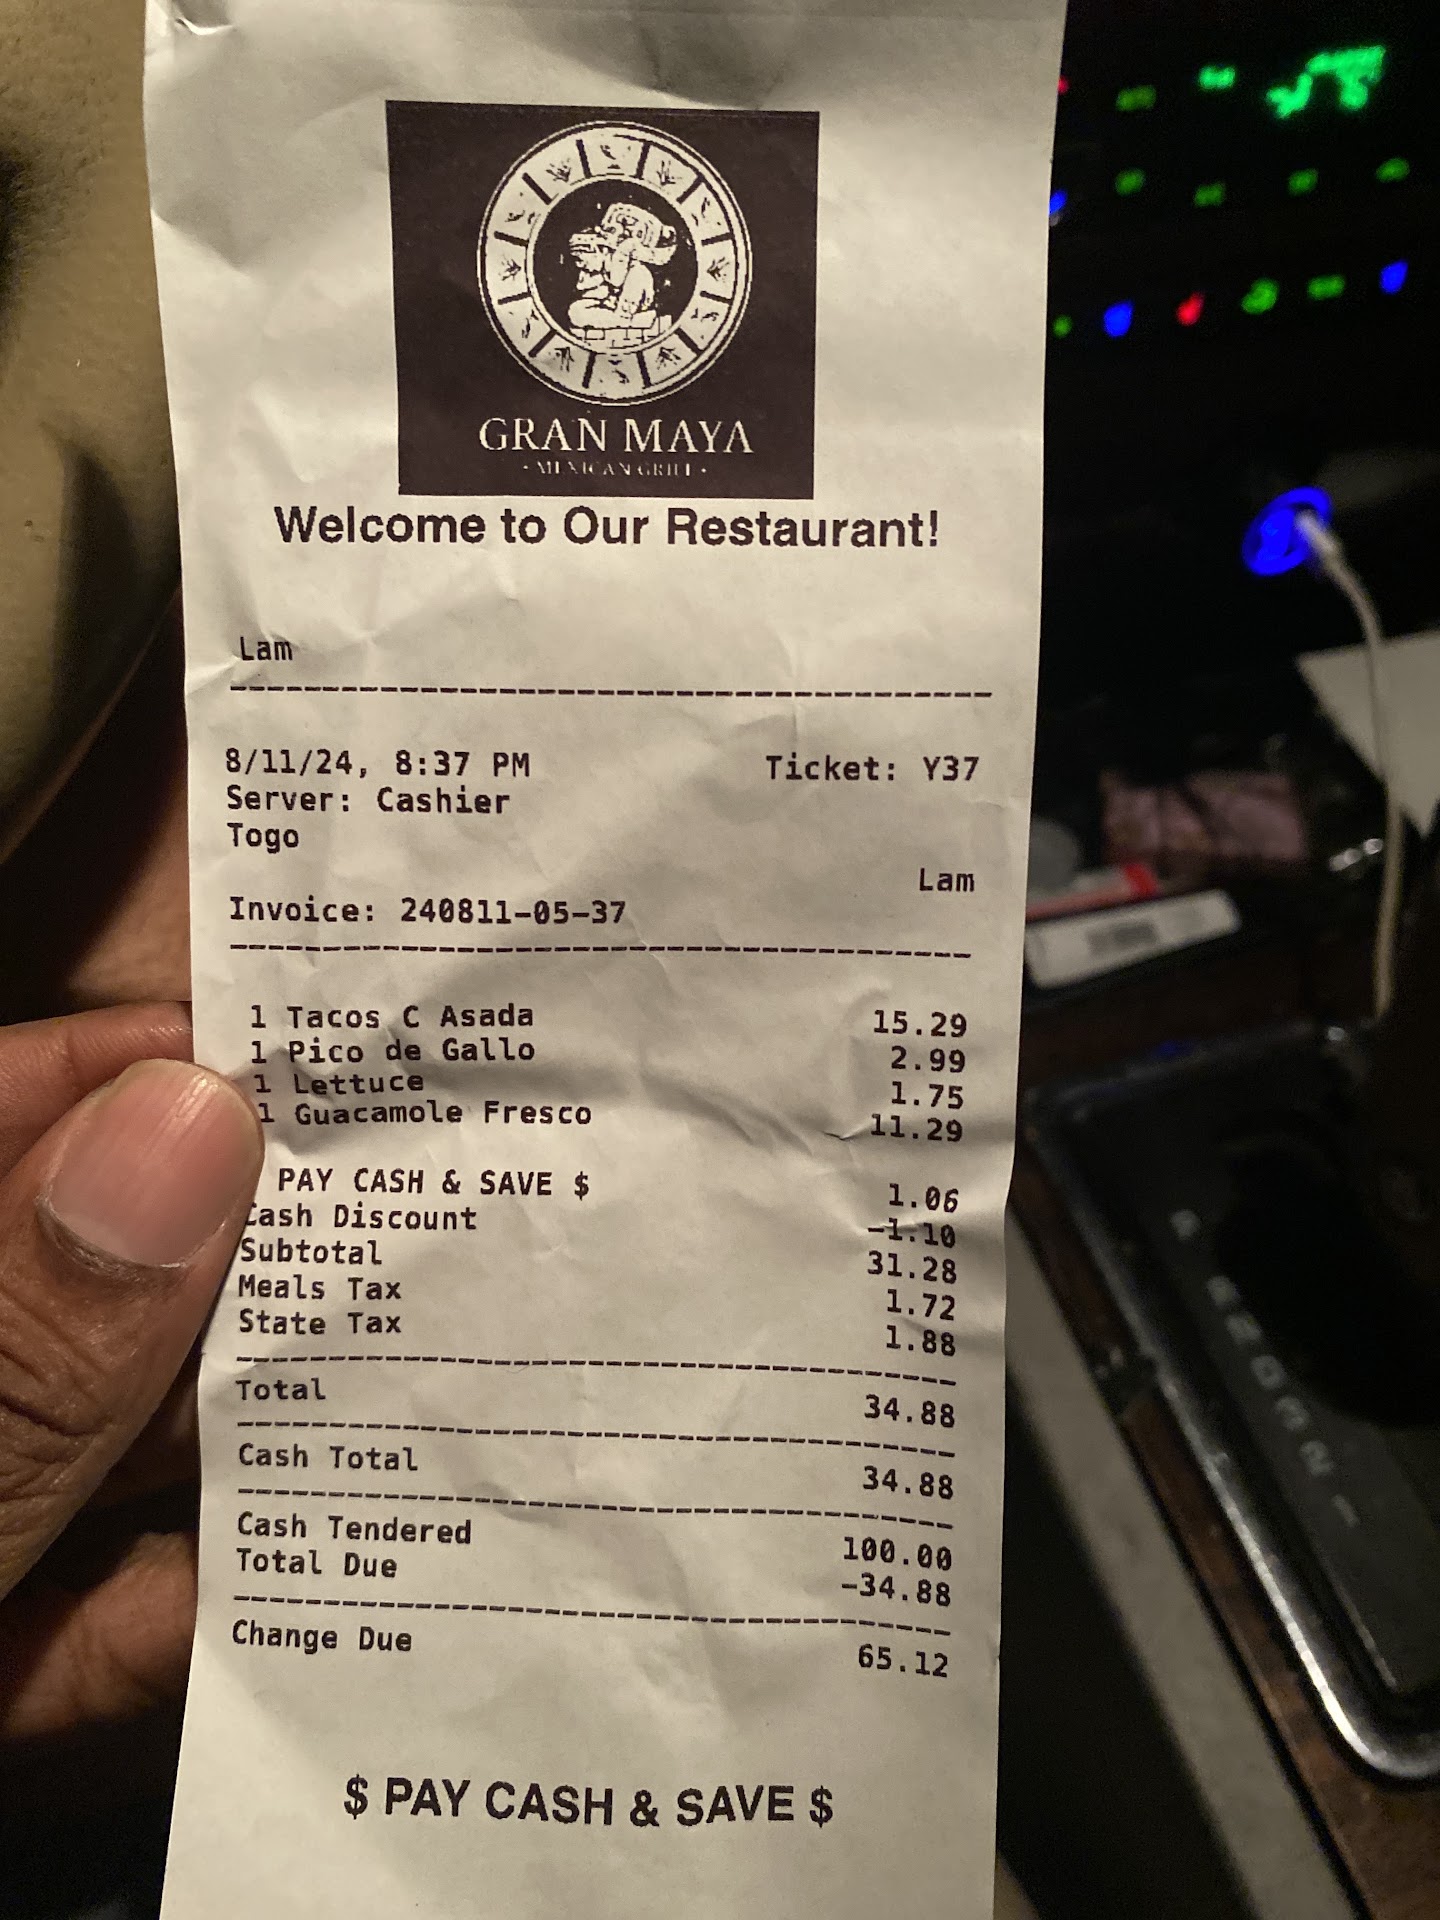 GRAN MAYA
· MEXICAN GRILL ·
Welcome to Our Restaurant!
Lam
8/11/24, 8:37 PM Ticket: Y37
Server: Cashier
Togo
Lam
Invoice: 240811-05-37
1 Tacos C Asada 15.29
1 Pico de Gallo 2.99
1 Lettuce 1.75
1 Guacamole Fresco 11.29
PAY CASH & SAVE $ 1.06
Cash Discount -1.10
Subtotal 31.28
Meals Tax 1.72
State Tax 1.88
Total 34.88
Cash Total 34.88
Cash Tendered 100.00
Total Due -34.88
Change Due 65.12
$ PAY CASH & SAVE $